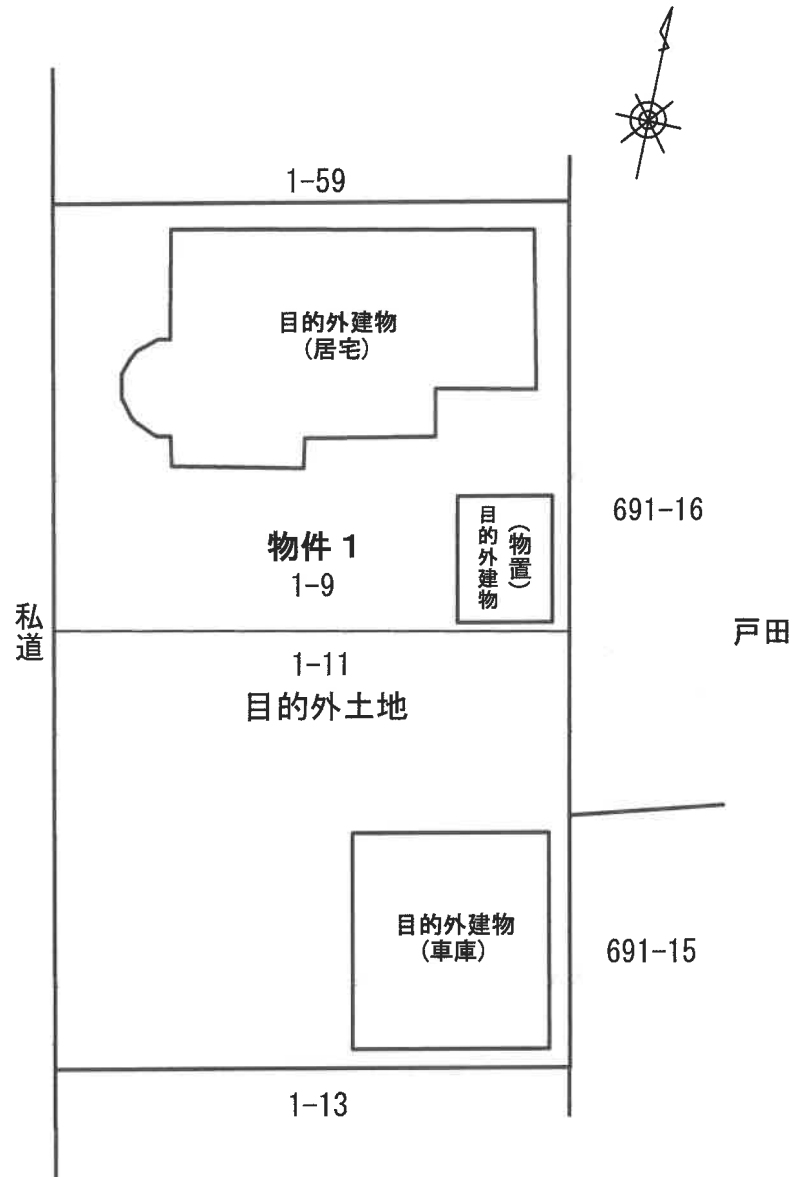 1-59
目的外建物
(居宅)
目的外建物
(物置)
691-16
物件 1
1-9
私道
戸田
1-11
目的外土地
目的外建物
(車庫)
691-15
1-13